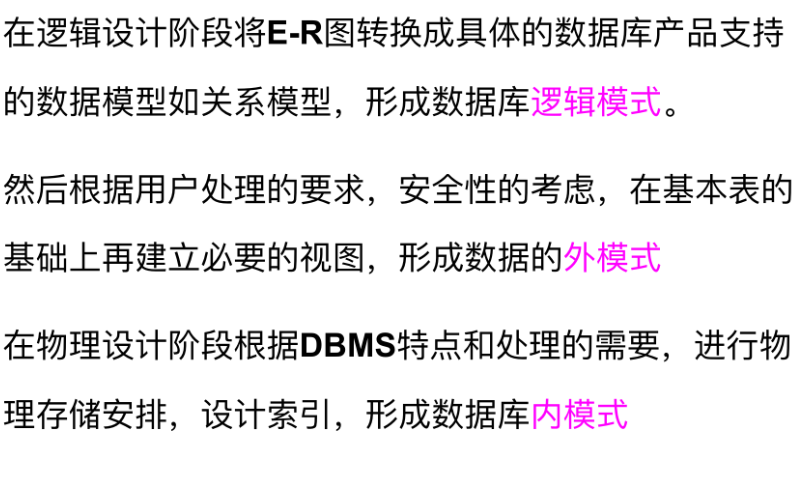 在逻辑设计阶段将E-R图转换成具体的数据库产品支持
的数据模型如关系模型，形成数据库逻辑模式。
然后根据用户处理的要求，安全性的考虑，在基本表的
基础上再建立必要的视图，形成数据的外模式
在物理设计阶段根据DBMS特点和处理的需要，进行物
理存储安排，设计索引，形成数据库内模式